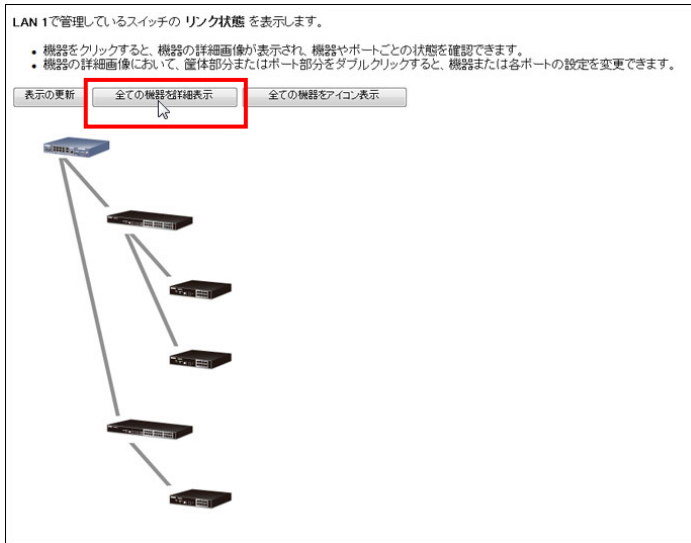 LAN 1で管理しているスイッチの リンク状態 を表示します。
• 機器をクリックすると、機器の詳細画像が表示され、機器やポートごとの状態を確認できます。
• 機器の詳細画像において、筐体部分またはポート部分をダブルクリックすると、機器または各ポートの設定を変更できます。
表示の更新 全ての機器を詳細表示 全ての機器をアイコン表示